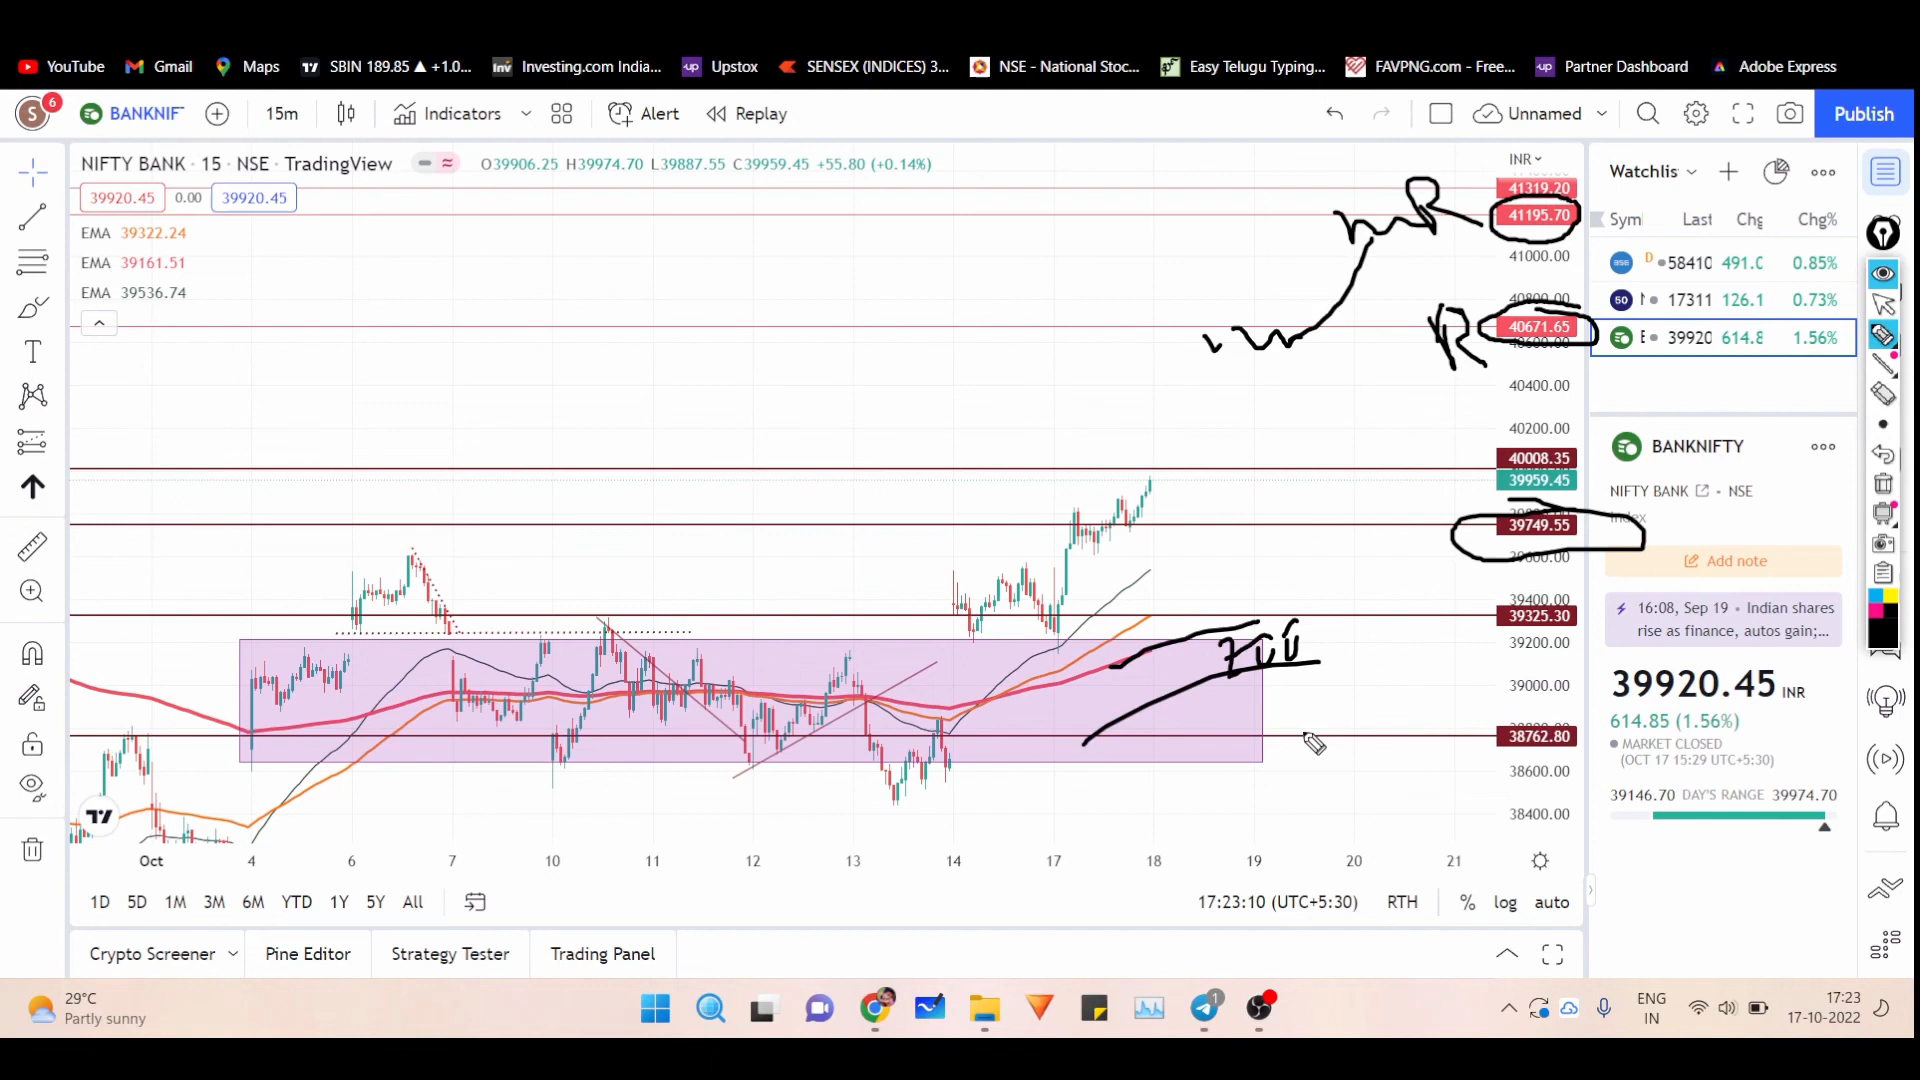 YouTube Gmail Maps SBIN 189.85 ▲ +1.0... Investing.com India... Upstox SENSEX (INDICES) 3... NSE - National Stoc... Easy Telugu Typing... FAVPNG.com - Free... Partner Dashboard Adobe Express
S 6 BANKNIF 15m Indicators Alert Replay Unnamed Publish
NIFTY BANK · 15 · NSE · TradingView O39906.25 H39974.70 L39887.55 C39959.45 +55.80 (+0.14%)
39920.45 0.00 39920.45
EMA 39322.24
EMA 39161.51
EMA 39536.74
INR
41319.20
41195.70
R
41000.00
40671.65
R
40400.00
40200.00
40008.35
39959.45
39749.55
39600.00
39400.00
39325.30
39200.00
200
39000.00
38762.80
38600.00
38400.00
Oct 4 6 7 10 11 12 13 14 17 18 19 20 21
1D 5D 1M 3M 6M YTD 1Y 5Y All 17:23:10 (UTC+5:30) RTH % log auto
Crypto Screener Pine Editor Strategy Tester Trading Panel
Watchlis
Sym Last Chg Chg%
D 58410 491.0 0.85%
50 17311 126.1 0.73%
39920 614.8 1.56%
BANKNIFTY
NIFTY BANK · NSE
Index
Add note
16:08, Sep 19 · Indian shares
rise as finance, autos gain;...
39920.45 INR
614.85 (1.56%)
MARKET CLOSED
(OCT 17 15:29 UTC+5:30)
39146.70 DAY'S RANGE 39974.70
29°C
Partly sunny
1
ENG
IN
17:23
17-10-2022